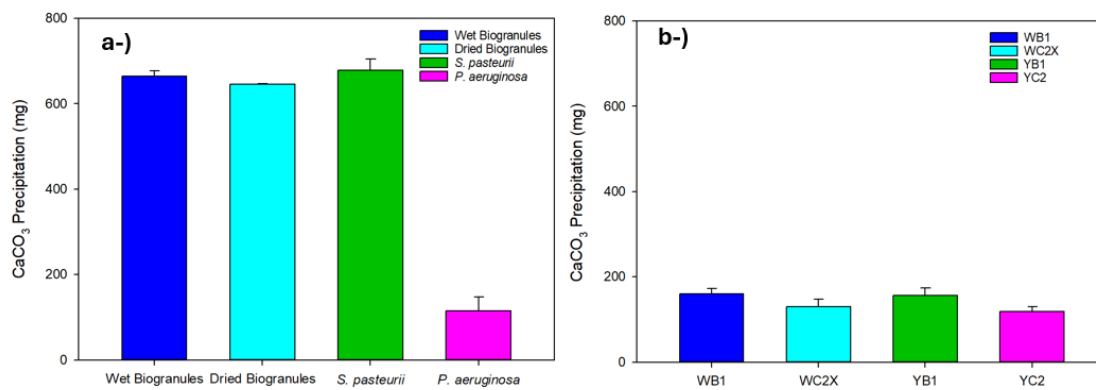 a-)
Wet Biogranules
Dried Biogranules
S. pasteurii
P. aeruginosa
CaCO₃ Precipitation (mg)
800
600
400
200
0
Wet Biogranules Dried Biogranules S. pasteurii P. aeruginosa
b-)
WB1
WC2X
YB1
YC2
CaCO₃ Precipitation (mg)
800
600
400
200
0
WB1 WC2X YB1 YC2